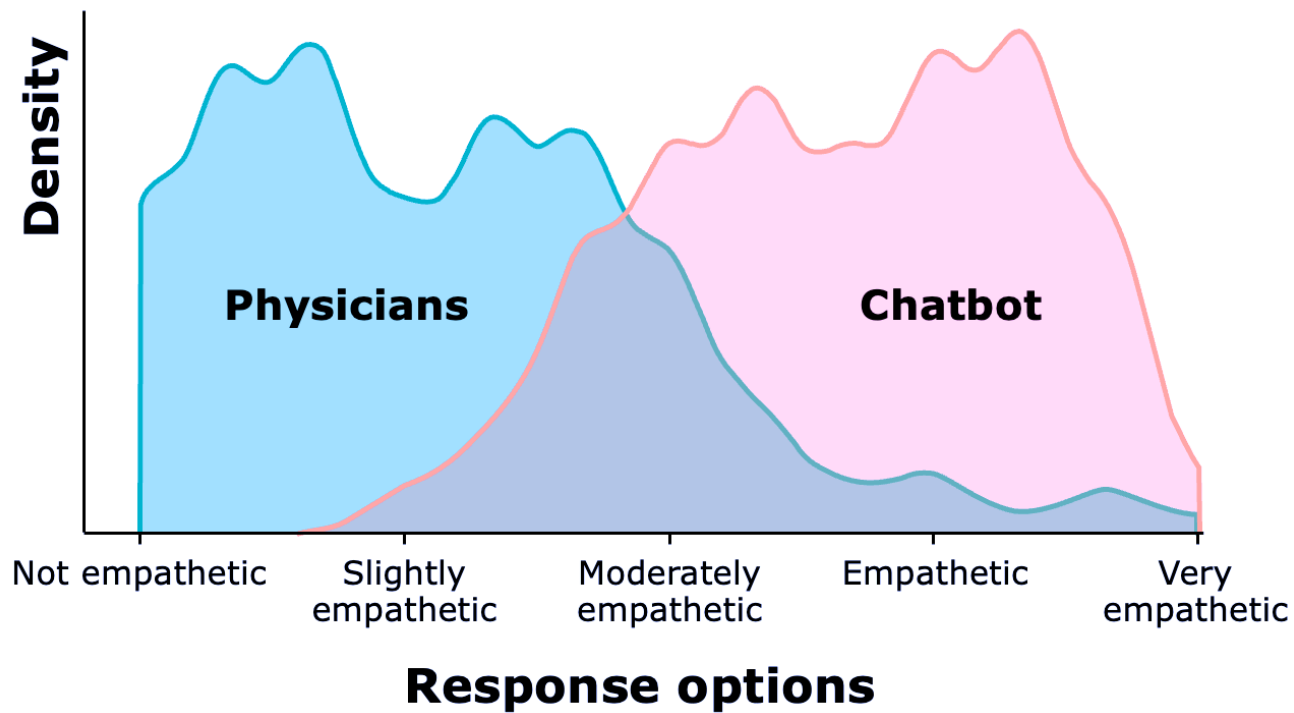 Density
Physicians
Chatbot
Not empathetic
Slightly
empathetic
Moderately
empathetic
Empathetic
Very
empathetic
Response options